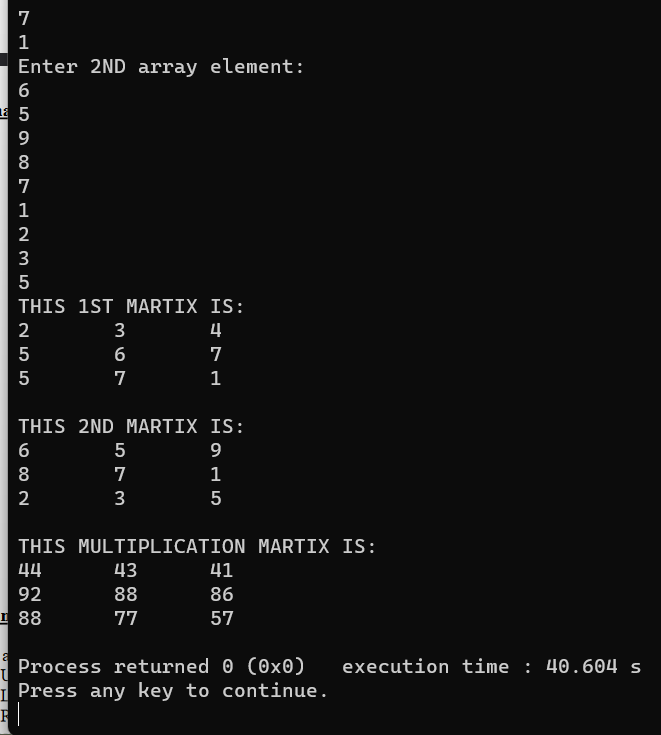 7
1
Enter 2ND array element:
6
5
9
8
7
1
2
3
5
THIS 1ST MARTIX IS:
2 3 4
5 6 7
5 7 1
THIS 2ND MARTIX IS:
6 5 9
8 7 1
2 3 5
THIS MULTIPLICATION MARTIX IS:
44 43 41
92 88 86
88 77 57
Process returned 0 (0x0) execution time : 40.604 s
Press any key to continue.